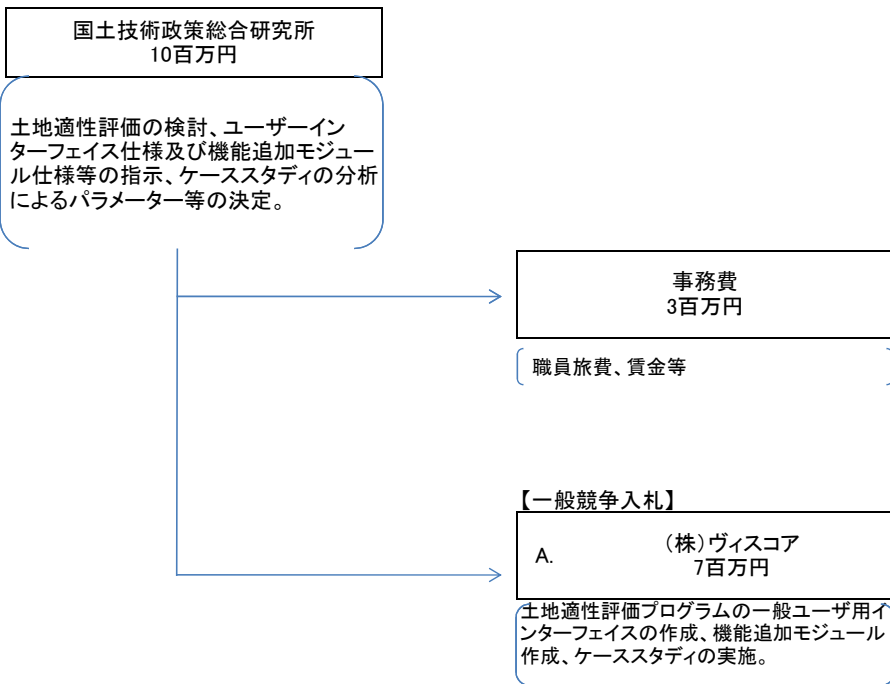 国土技術政策総合研究所
10百万円
土地適性評価の検討、ユーザーイン
ターフェイス仕様及び機能追加モジュー
ル仕様等の指示、ケーススタディの分析
によるパラメーター等の決定。
事務費
3百万円
職員旅費、賃金等
【一般競争入札】
A.
（株）ヴィスコア
7百万円
土地適性評価プログラムの一般ユーザ用イ
ンターフェイスの作成、機能追加モジュール
作成、ケーススタディの実施。